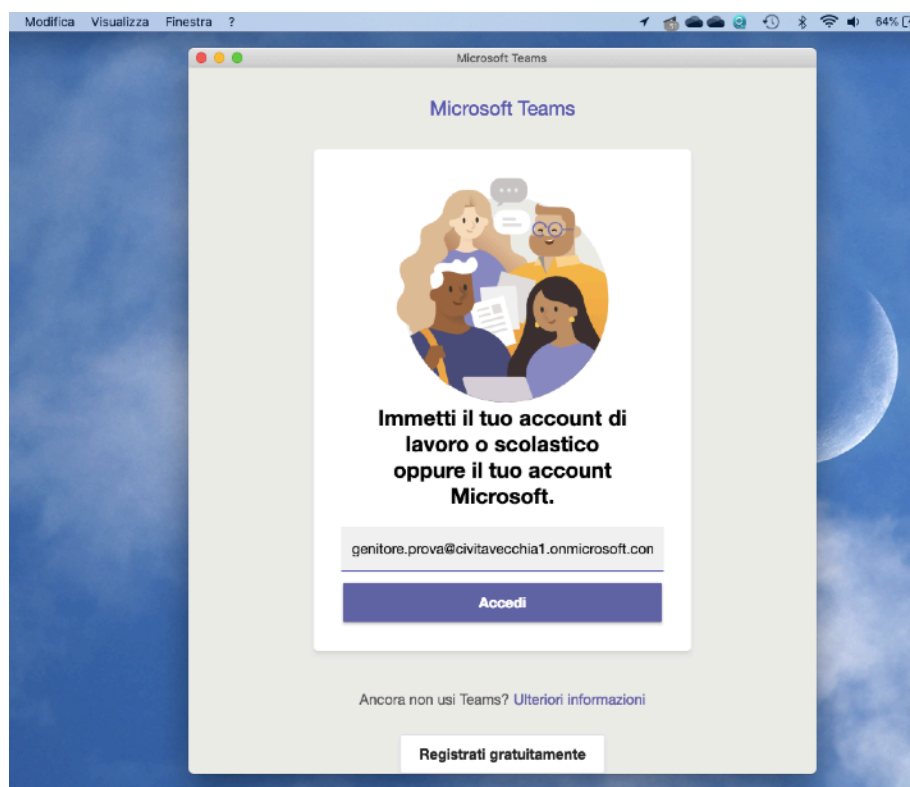 Modifica Visualizza Finestra ? 64%
Microsoft Teams
Microsoft Teams
Immetti il tuo account di
lavoro o scolastico
oppure il tuo account
Microsoft.
genitore.prova@civitavecchia1.onmicrosoft.con
Accedi
Ancora non usi Teams? Ulteriori informazioni
Registrati gratuitamente